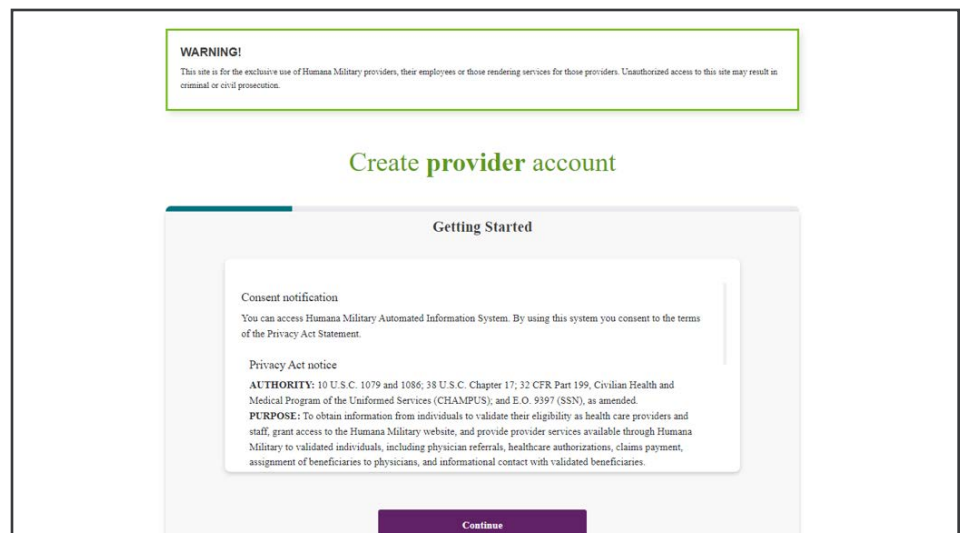 WARNING!
This site is for the exclusive use of Humana Military providers, their employees or those rendering services for those providers. Unauthorized access to this site may result in
criminal or civil prosecution.
Create provider account
Getting Started
Consent notification
You can access Humana Military Automated Information System. By using this system you consent to the terms
of the Privacy Act Statement.
Privacy Act notice
AUTHORITY: 10 U.S.C. 1079 and 1086; 38 U.S.C. Chapter 17; 32 CFR Part 199, Civilian Health and
Medical Program of the Uniformed Services (CHAMPUS); and E.O. 9397 (SSN), as amended.
PURPOSE: To obtain information from individuals to validate their eligibility as health care providers and
staff, grant access to the Humana Military website, and provide provider services available through Humana
Military to validated individuals, including physician referrals, healthcare authorizations, claims payment,
assignment of beneficiaries to physicians, and informational contact with validated beneficiaries.
Continue